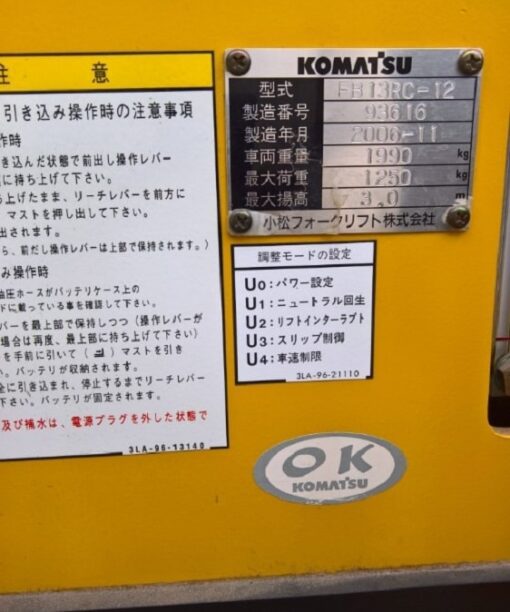 注 意
引き込み操作時の注意事項
作時
き込んだ状態で前出し操作レバー
に持ち上げて下さい。
ち上げたまま、リーチレバーを前方に
マストを押し出して下さい。
出されます。
ら、前だし操作レバーは上部で保持されます。)
み操作時
油圧ホースがバッテリケース上の
ドに載っている事を確認して下さい。
バーを最上部で保持しつつ (操作レバーが
場合は再度、最上部に持ち上げて下さい)
を手前に引いて ( ) マストを引き
い。バッテリが収納されます。
全に引き込まれ、停止するまでリーチレバー
下さい。バッテリが固定されます。
及び補水は、電源プラグを外した状態で
3LA-96-13140
KOMATSU
型式 FB13RC-12
製造番号 93616
製造年月 2006-11
車両重量 1990 kg
最大荷重 1250 kg
最大揚高 3.0 m
小松フォークリフト株式会社
調整モードの設定
U0:パワー設定
U1:ニュートラル回生
U2:リフトインターラプト
U3:スリップ制御
U4:車速制限
3LA-96-21110
OK
KOMATSU